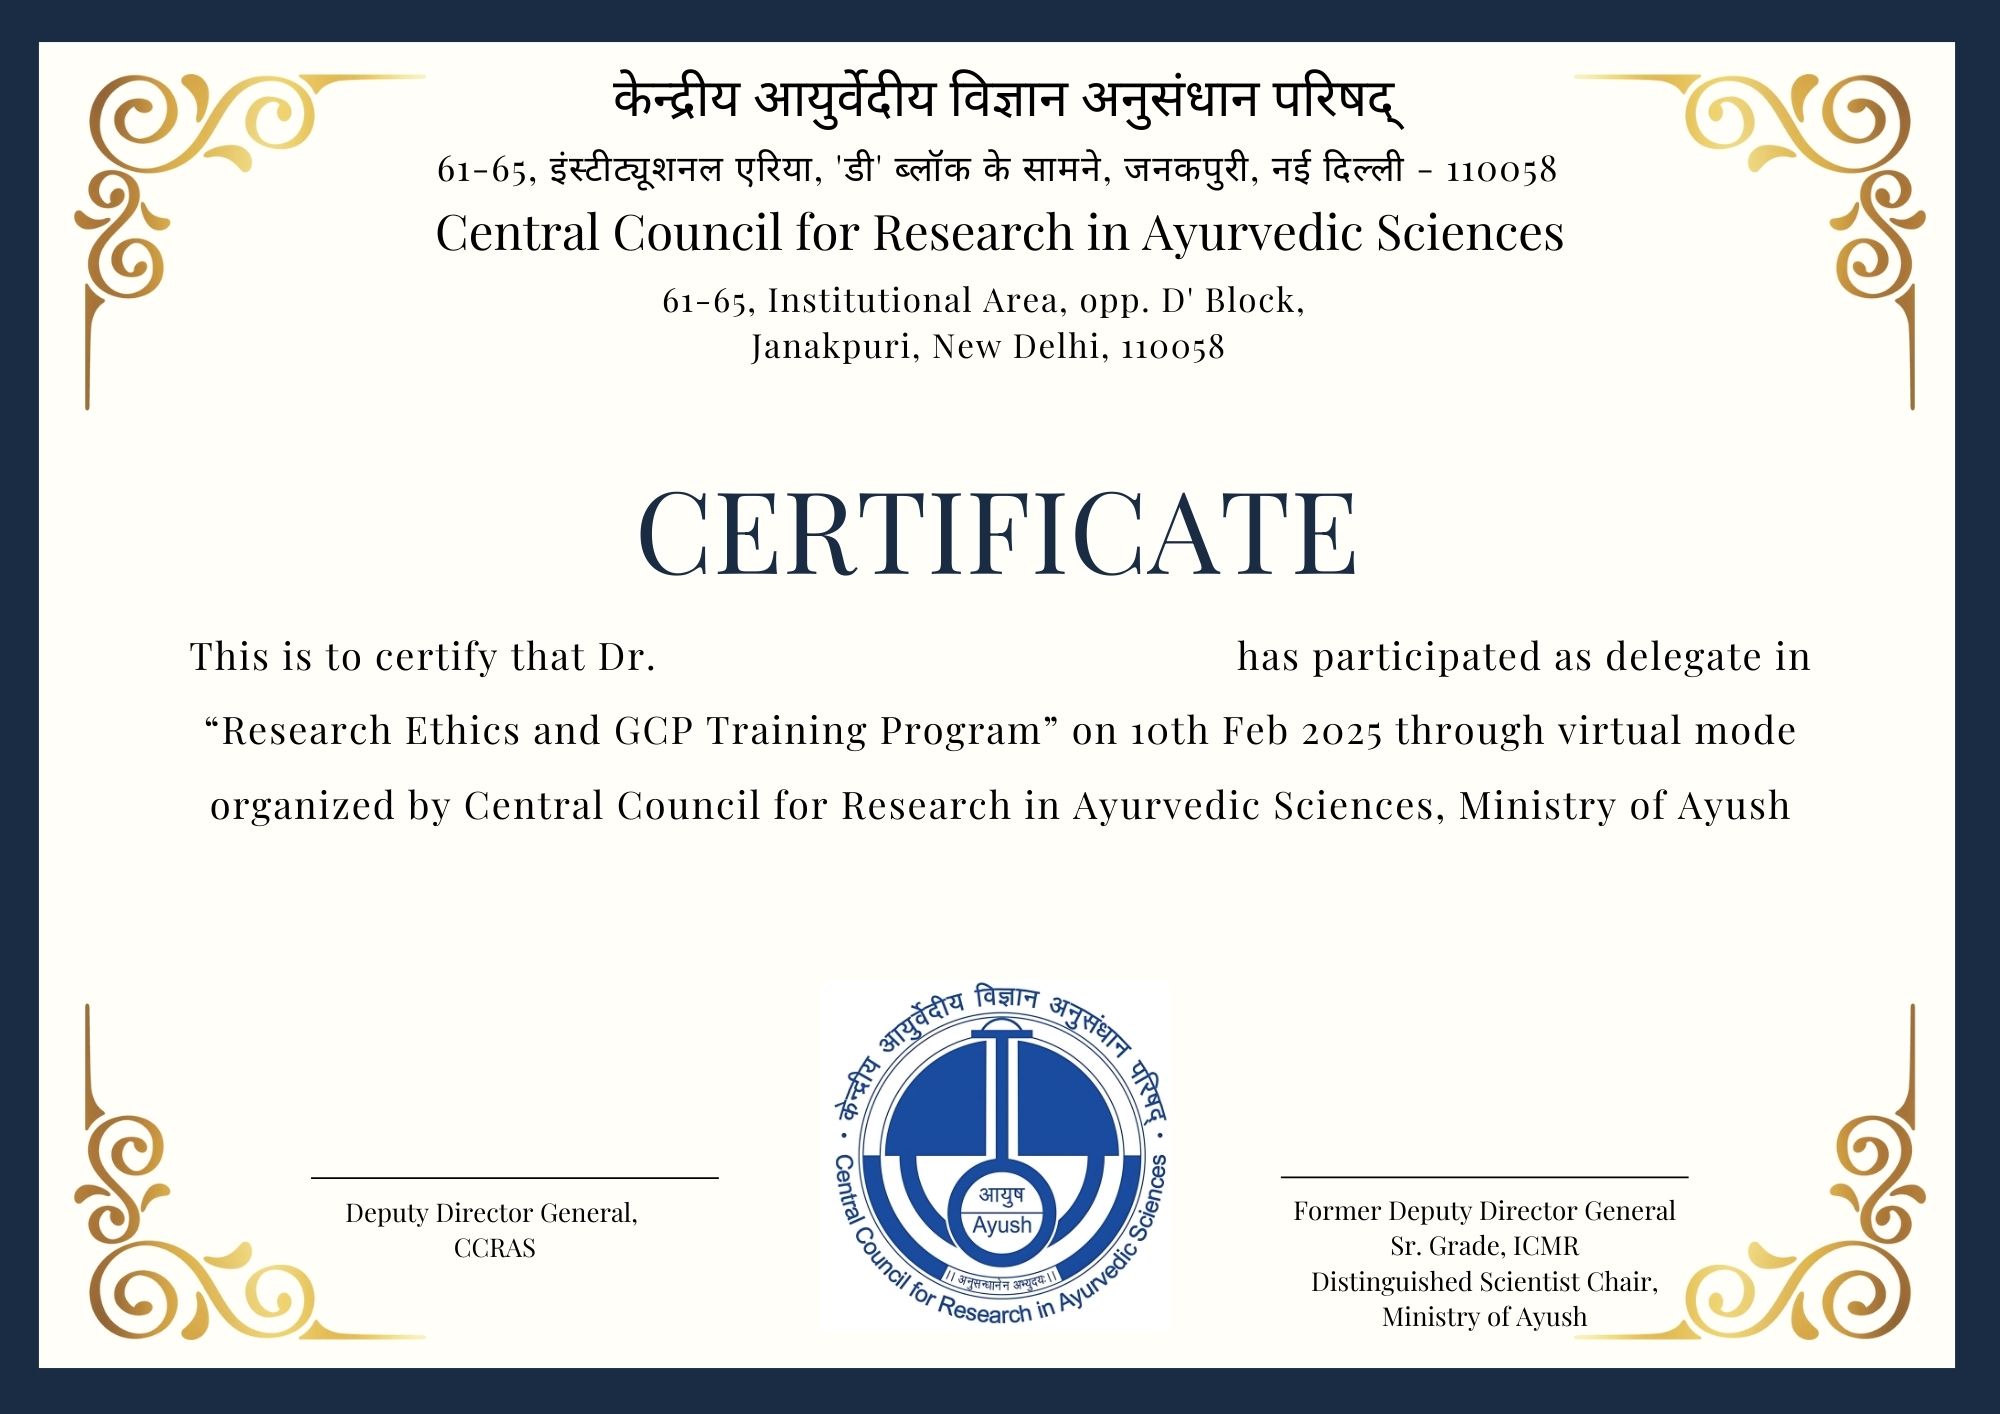 केन्द्रीय आयुर्वेदीय विज्ञान अनुसंधान परिषद्
61-65, इंस्टीट्यूशनल एरिया, 'डी' ब्लॉक के सामने, जनकपुरी, नई दिल्ली - 110058
Central Council for Research in Ayurvedic Sciences
61-65, Institutional Area, opp. D' Block,
Janakpuri, New Delhi, 110058
CERTIFICATE
This is to certify that Dr. has participated as delegate in
“Research Ethics and GCP Training Program” on 10th Feb 2025 through virtual mode
organized by Central Council for Research in Ayurvedic Sciences, Ministry of Ayush
केन्द्रीय आयुर्वेदीय विज्ञान अनुसंधान परिषद्
आयुष
Ayush
।। अनुसन्धानेन अभ्युदयः ।।
Central Council for Research in Ayurvedic Sciences
Deputy Director General,
CCRAS
Former Deputy Director General
Sr. Grade, ICMR
Distinguished Scientist Chair,
Ministry of Ayush